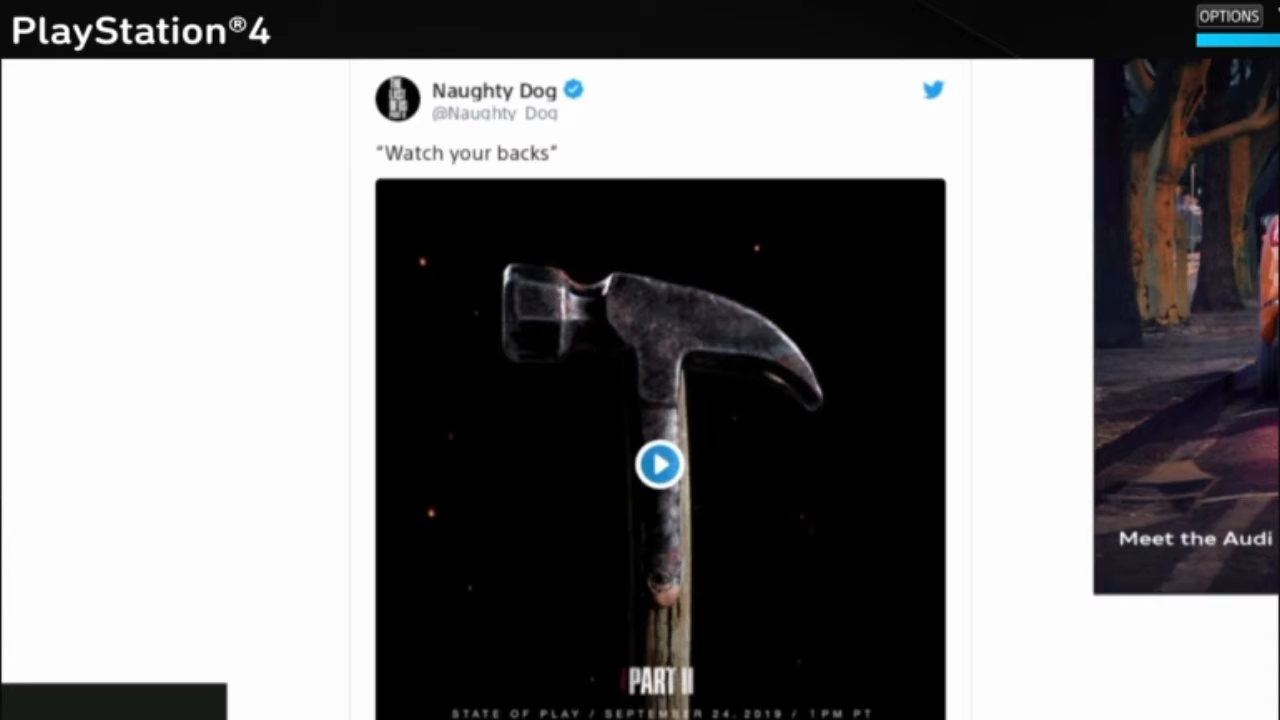 PlayStation®4
OPTIONS
Naughty Dog
@Naughty_Dog
"Watch your backs"
PART II
STATE OF PLAY / SEPTEMBER 24, 2019 / 1PM PT
Meet the Audi